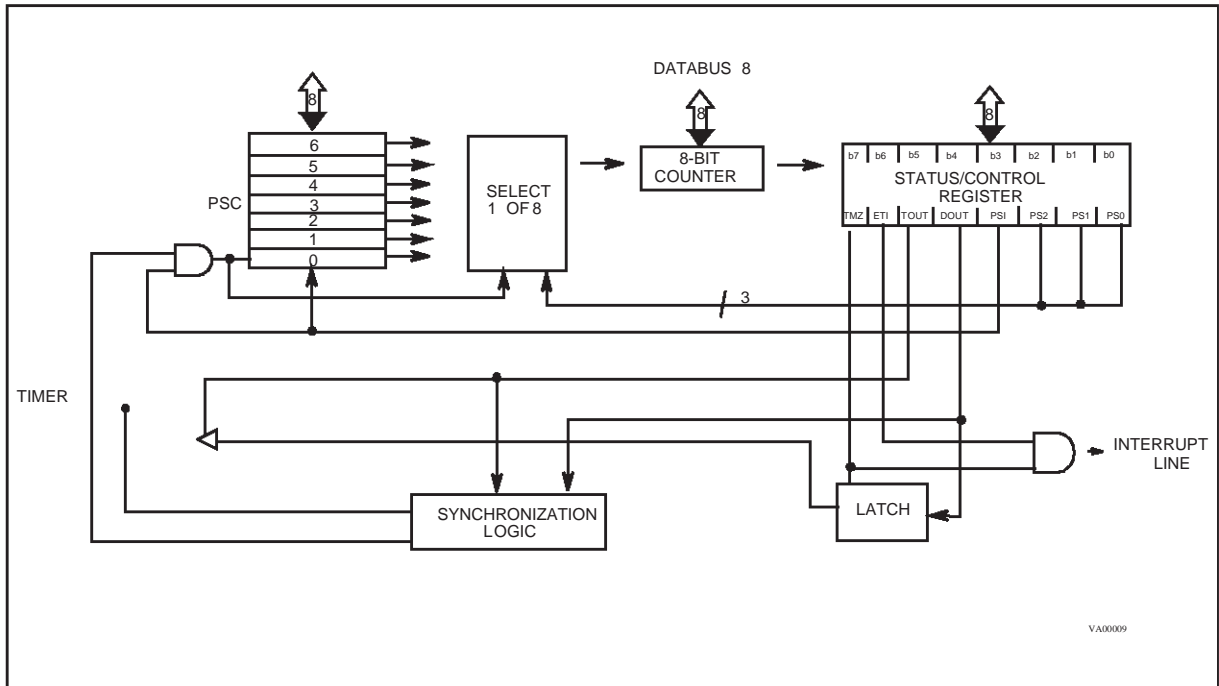 DATABUS 8
8
8
8
6
5
4
3
2
1
0
PSC
SELECT
1 OF 8
8-BIT
COUNTER
b7 b6 b5 b4 b3 b2 b1 b0
STATUS/CONTROL
REGISTER
TMZ ETI TOUT DOUT PSI PS2 PS1 PS0
3
TIMER
SYNCHRONIZATION
LOGIC
LATCH
INTERRUPT
LINE
VA00009